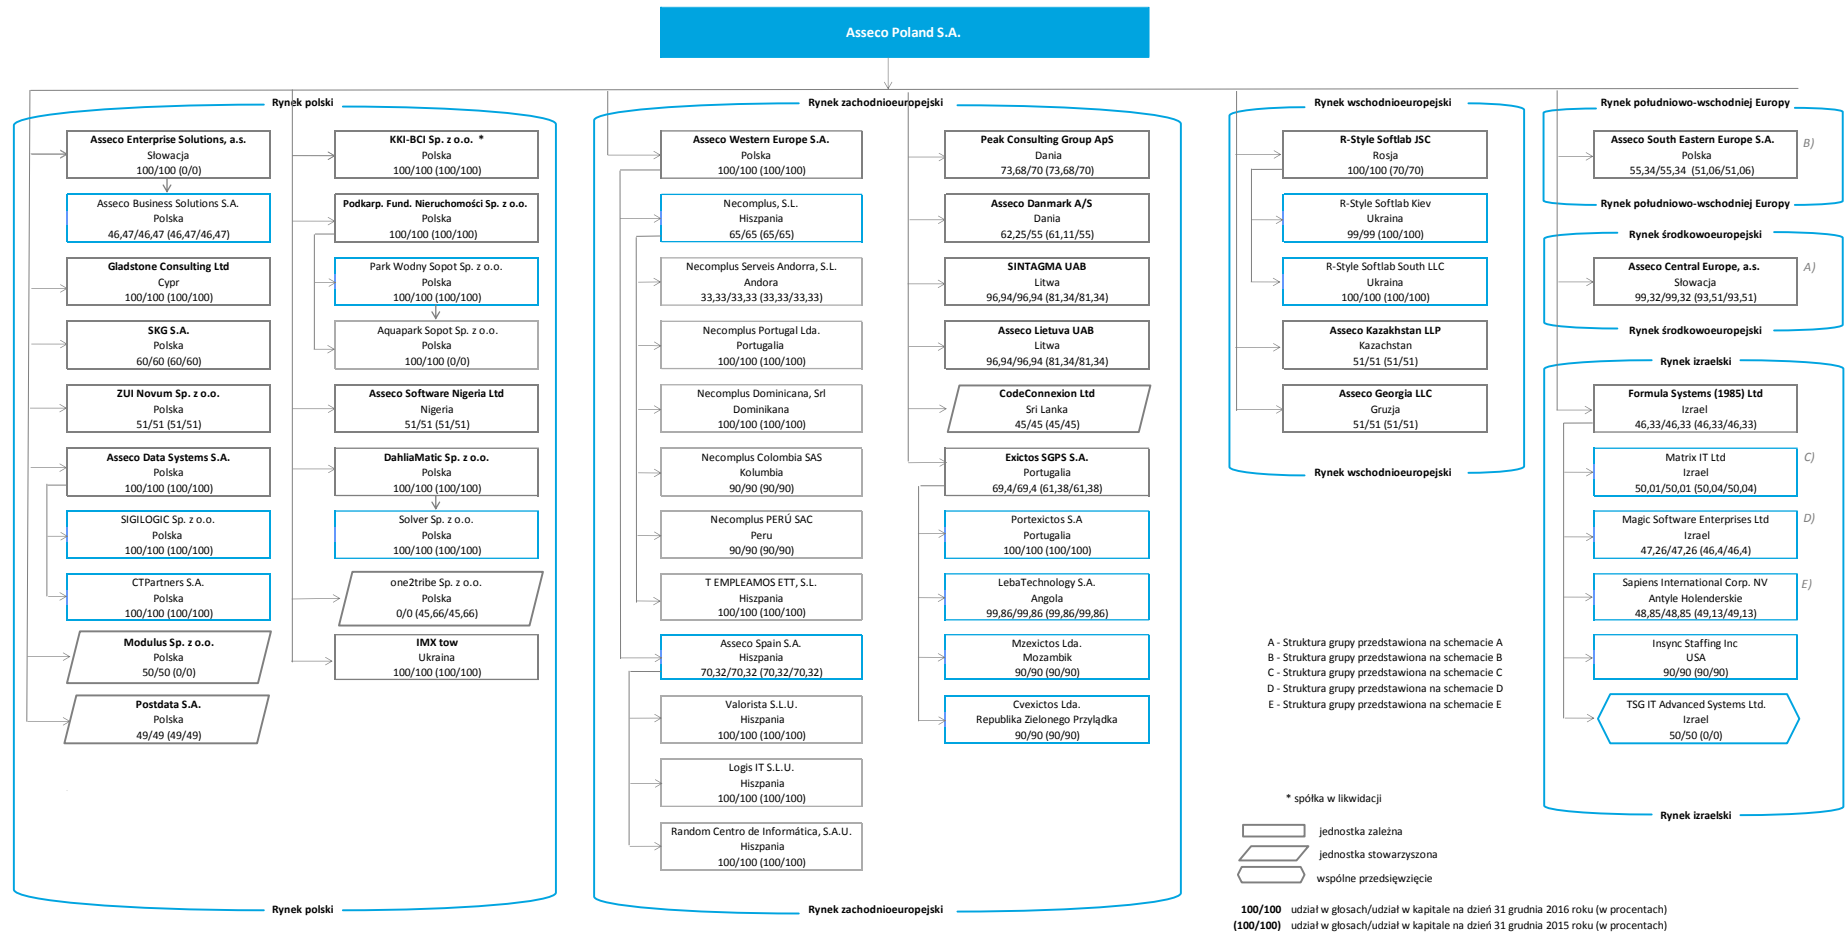 Asseco Poland S.A.
Rynek polski
Asseco Enterprise Solutions, a.s.
Słowacja
100/100 (0/0)
Asseco Business Solutions S.A.
Polska
46,47/46,47 (46,47/46,47)
Gladstone Consulting Ltd
Cypr
100/100 (100/100)
SKG S.A.
Polska
60/60 (60/60)
ZUI Novum Sp. z o.o.
Polska
51/51 (51/51)
Asseco Data Systems S.A.
Polska
100/100 (100/100)
SIGILOGIC Sp. z o.o.
Polska
100/100 (100/100)
CTPartners S.A.
Polska
100/100 (100/100)
Modulus Sp. z o.o.
Polska
50/50 (0/0)
Postdata S.A.
Polska
49/49 (49/49)
KKI-BCI Sp. z o.o. *
Polska
100/100 (100/100)
Podkarp. Fund. Nieruchomości Sp. z o.o.
Polska
100/100 (100/100)
Park Wodny Sopot Sp. z o.o.
Polska
100/100 (100/100)
Aquapark Sopot Sp. z o.o.
Polska
100/100 (0/0)
Asseco Software Nigeria Ltd
Nigeria
51/51 (51/51)
DahliaMatic Sp. z o.o.
Polska
100/100 (100/100)
Solver Sp. z o.o.
Polska
100/100 (100/100)
one2tribe Sp. z o.o.
Polska
0/0 (45,66/45,66)
IMX tow
Ukraina
100/100 (100/100)
Rynek polski
Rynek zachodnioeuropejski
Asseco Western Europe S.A.
Polska
100/100 (100/100)
Necomplus, S.L.
Hiszpania
65/65 (65/65)
Necomplus Serveis Andorra, S.L.
Andora
33,33/33,33 (33,33/33,33)
Necomplus Portugal Lda.
Portugalia
100/100 (100/100)
Necomplus Dominicana, Srl
Dominikana
100/100 (100/100)
Necomplus Colombia SAS
Kolumbia
90/90 (90/90)
Necomplus PERÚ SAC
Peru
90/90 (90/90)
T EMPLEAMOS ETT, S.L.
Hiszpania
100/100 (100/100)
Asseco Spain S.A.
Hiszpania
70,32/70,32 (70,32/70,32)
Valorista S.L.U.
Hiszpania
100/100 (100/100)
Logis IT S.L.U.
Hiszpania
100/100 (100/100)
Random Centro de Informática, S.A.U.
Hiszpania
100/100 (100/100)
Peak Consulting Group ApS
Dania
73,68/70 (73,68/70)
Asseco Danmark A/S
Dania
62,25/55 (61,11/55)
SINTAGMA UAB
Litwa
96,94/96,94 (81,34/81,34)
Asseco Lietuva UAB
Litwa
96,94/96,94 (81,34/81,34)
CodeConnexion Ltd
Sri Lanka
45/45 (45/45)
Exictos SGPS S.A.
Portugalia
69,4/69,4 (61,38/61,38)
Portexictos S.A
Portugalia
100/100 (100/100)
LebaTechnology S.A.
Angola
99,86/99,86 (99,86/99,86)
Mzexictos Lda.
Mozambik
90/90 (90/90)
Cvexictos Lda.
Republika Zielonego Przylądka
90/90 (90/90)
Rynek zachodnioeuropejski
Rynek wschodnioeuropejski
R-Style Softlab JSC
Rosja
100/100 (70/70)
R-Style Softlab Kiev
Ukraina
99/99 (100/100)
R-Style Softlab South LLC
Ukraina
100/100 (100/100)
Asseco Kazakhstan LLP
Kazachstan
51/51 (51/51)
Asseco Georgia LLC
Gruzja
51/51 (51/51)
Rynek wschodnioeuropejski
Rynek południowo-wschodniej Europy
Asseco South Eastern Europe S.A.
Polska
55,34/55,34 (51,06/51,06)
B)
Rynek południowo-wschodniej Europy
Rynek środkowoeuropejski
Asseco Central Europe, a.s.
Słowacja
99,32/99,32 (93,51/93,51)
A)
Rynek środkowoeuropejski
Rynek izraelski
Formula Systems (1985) Ltd
Izrael
46,33/46,33 (46,33/46,33)
Matrix IT Ltd
Izrael
50,01/50,01 (50,04/50,04)
C)
Magic Software Enterprises Ltd
Izrael
47,26/47,26 (46,4/46,4)
D)
Sapiens International Corp. NV
Antyle Holenderskie
48,85/48,85 (49,13/49,13)
E)
Insync Staffing Inc
USA
90/90 (90/90)
TSG IT Advanced Systems Ltd.
Izrael
50/50 (0/0)
Rynek izraelski
A - Struktura grupy przedstawiona na schemacie A
B - Struktura grupy przedstawiona na schemacie B
C - Struktura grupy przedstawiona na schemacie C
D - Struktura grupy przedstawiona na schemacie D
E - Struktura grupy przedstawiona na schemacie E
* spółka w likwidacji
jednostka zależna
jednostka stowarzyszona
wspólne przedsięwzięcie
100/100 udział w głosach/udział w kapitale na dzień 31 grudnia 2016 roku (w procentach)
(100/100) udział w głosach/udział w kapitale na dzień 31 grudnia 2015 roku (w procentach)